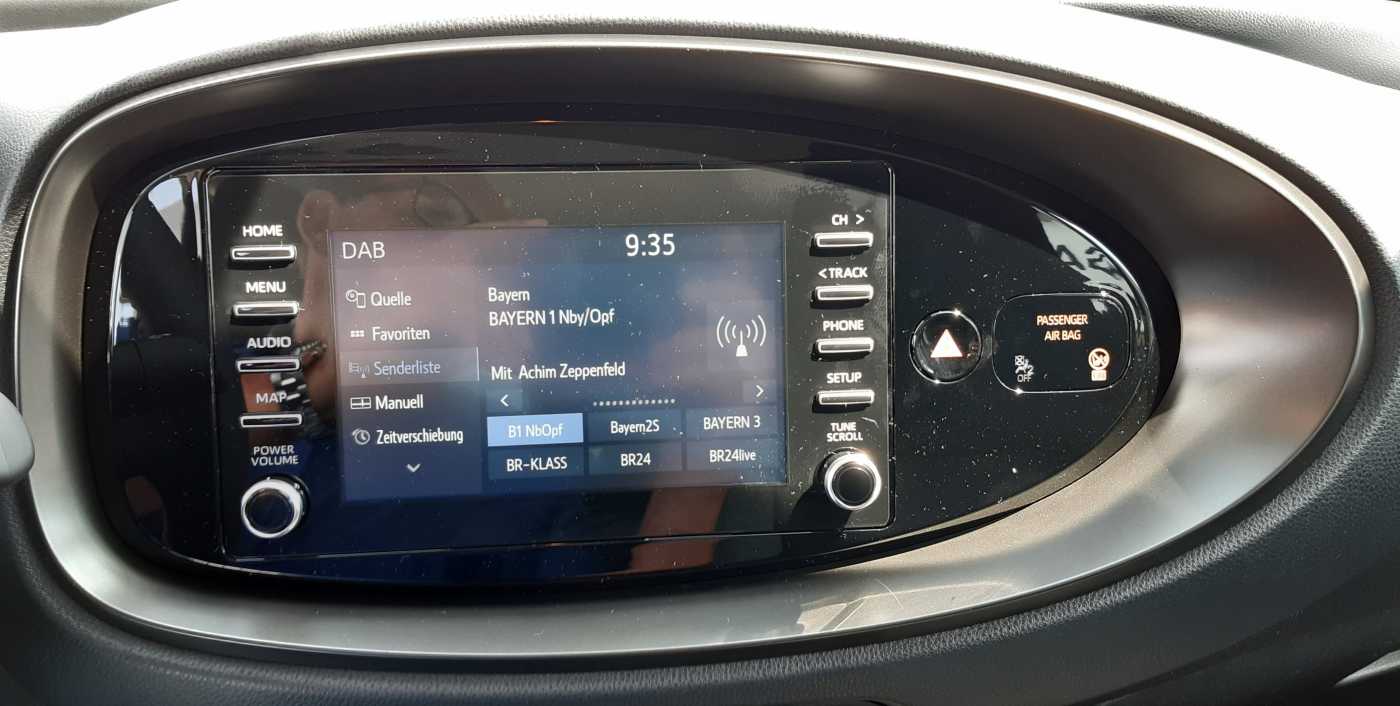 HOME
MENU
AUDIO
MAP
POWER
VOLUME
DAB
9:35
Quelle
Favoriten
Senderliste
Manuell
Zeitverschiebung
Bayern
BAYERN 1 Nby/Opf
Mit Achim Zeppenfeld
< >
B1 NbOpf Bayern2S BAYERN 3
BR-KLASS BR24 BR24live
CH >
< TRACK
PHONE
SETUP
TUNE
SCROLL
PASSENGER
AIR BAG
2
OFF